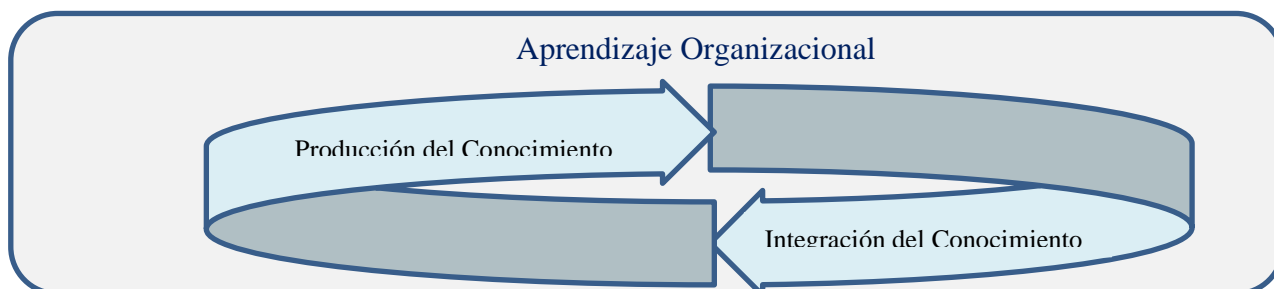 Aprendizaje Organizacional
Producción del Conocimiento
Integración del Conocimiento